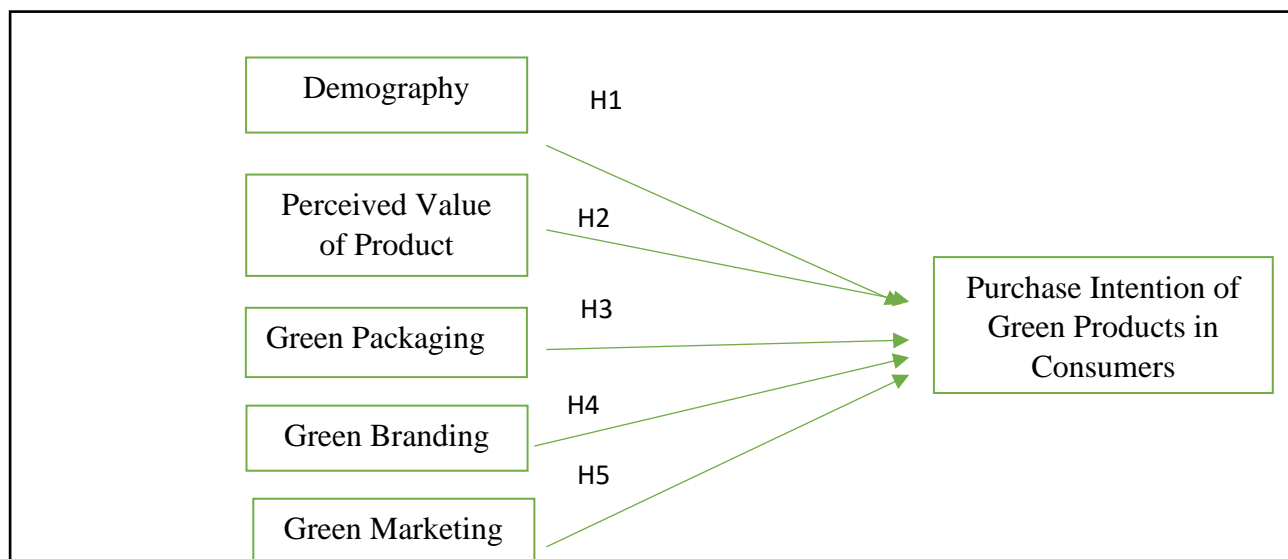 Demography
H1
Perceived Value
of Product
H2
Green Packaging
H3
Green Branding
H4
Green Marketing
H5
Purchase Intention of
Green Products in
Consumers